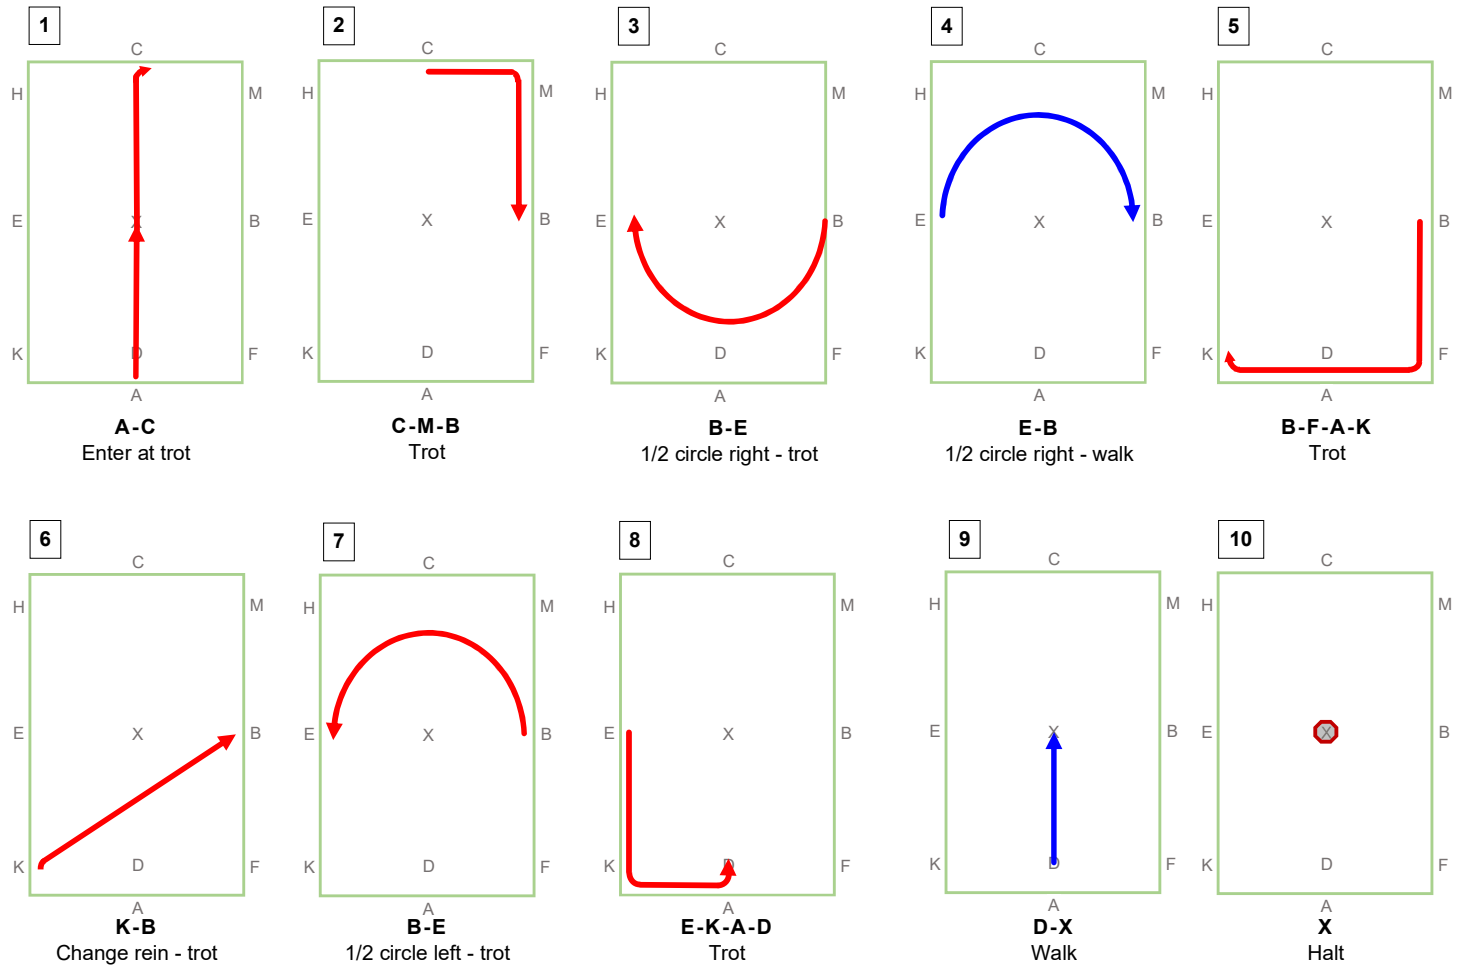 1 2 3 4 5
C C C C C
H M H M H M H M H M
E X B E X B E X B E X B E X B
K D F K D F K D F K D F K D F
A A A A A
A-C C-M-B B-E E-B B-F-A-K
Enter at trot Trot 1/2 circle right - trot 1/2 circle right - walk Trot
6 7 8 9 10
C C C C C
H M H M H M H M H M
E X B E X B E X B E X B E X B
K D F K D F K D F K D F K D F
A A A A A
K-B B-E E-K-A-D D-X X
Change rein - trot 1/2 circle left - trot Trot Walk Halt